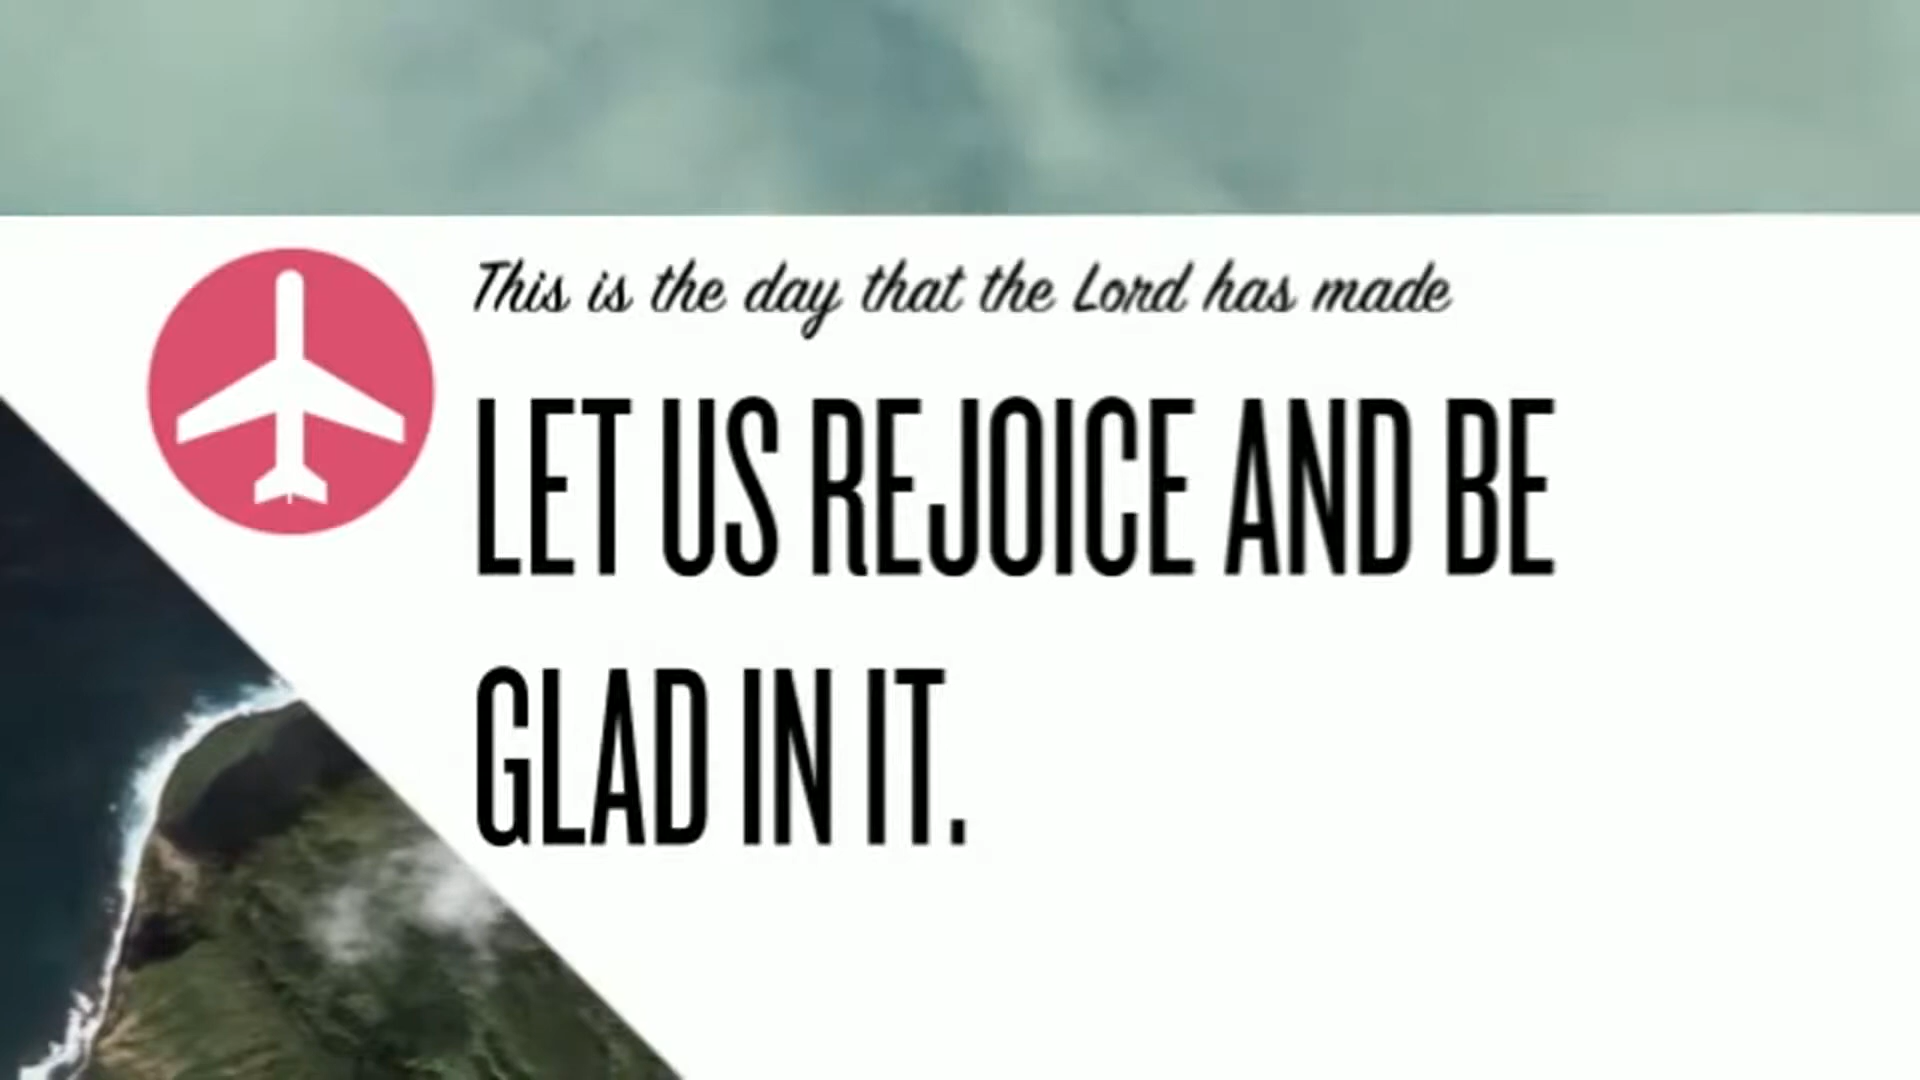 This is the day that the Lord has made
LET US REJOICE AND BE
GLAD IN IT.